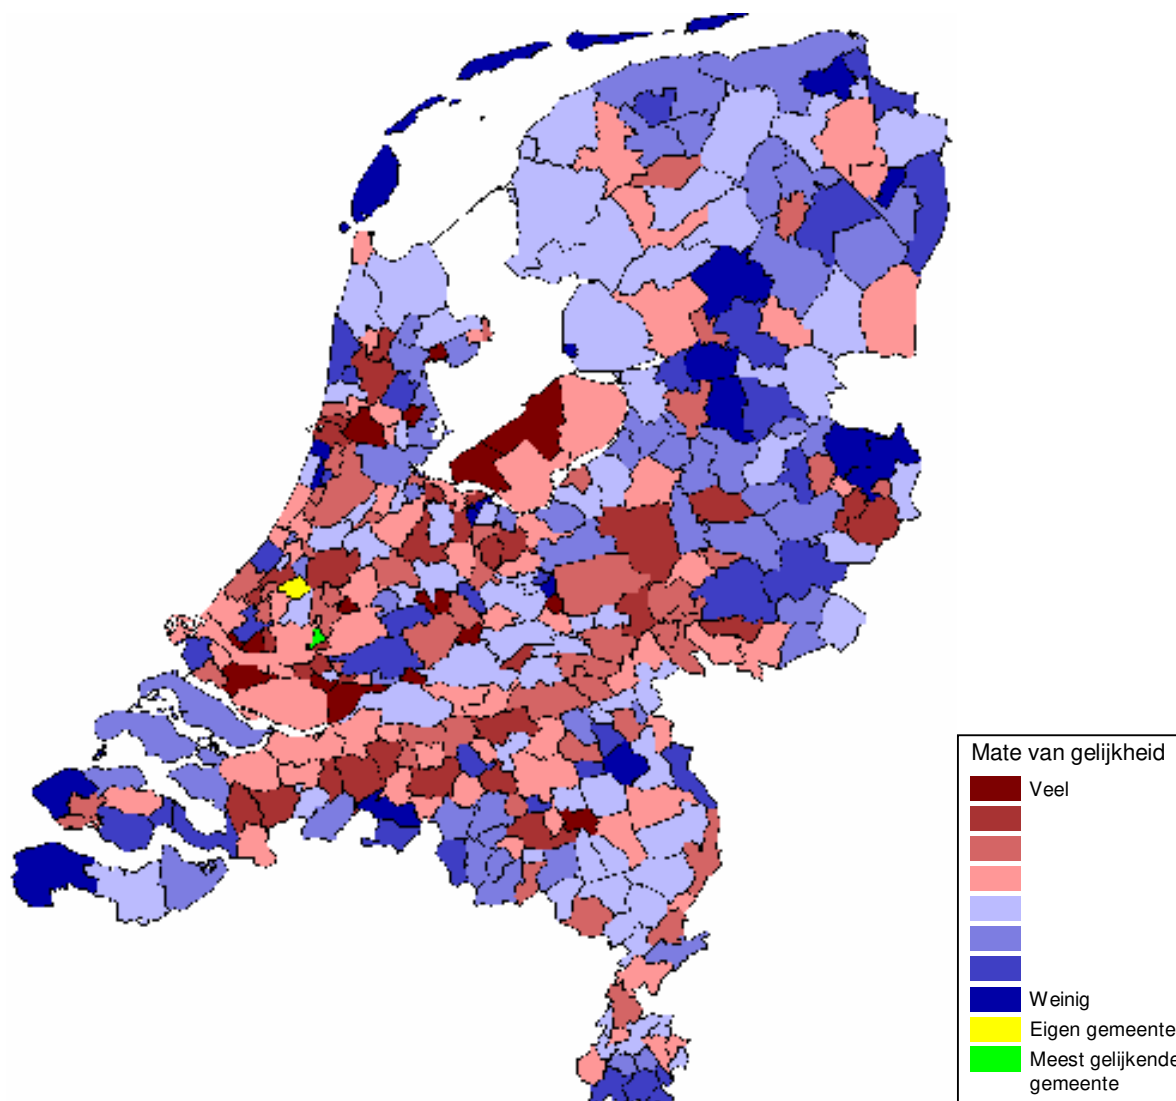 Mate van gelijkheid
Veel
Weinig
Eigen gemeente
Meest gelijkende
gemeente